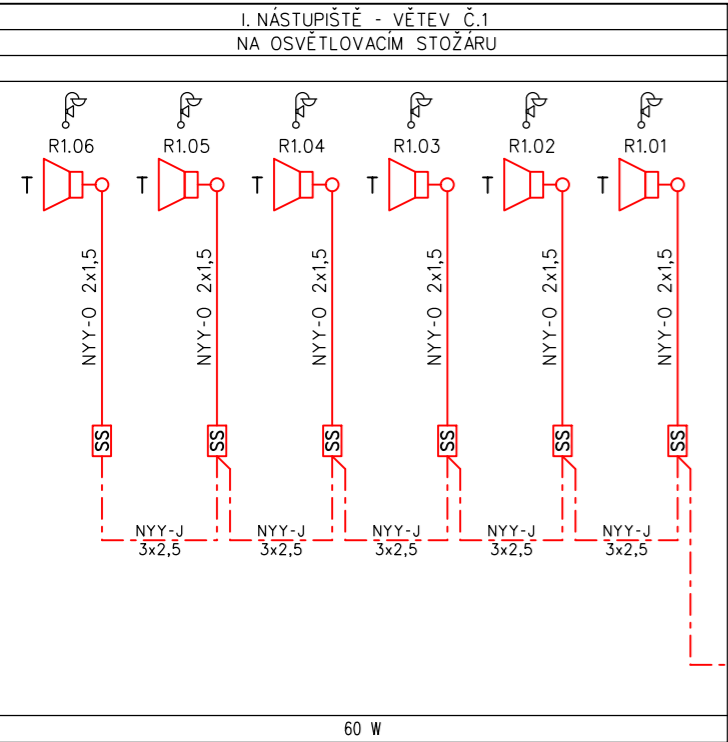 I. NÁSTUPIŠTĚ - VĚTEV Č.1
NA OSVĚTLOVACÍM STOŽÁRU
R1.06 R1.05 R1.04 R1.03 R1.02 R1.01
T T T T T T
NYY-O 2x1,5 NYY-O 2x1,5 NYY-O 2x1,5 NYY-O 2x1,5 NYY-O 2x1,5 NYY-O 2x1,5
SS SS SS SS SS SS
NYY-J NYY-J NYY-J NYY-J NYY-J
3x2,5 3x2,5 3x2,5 3x2,5 3x2,5
60 W